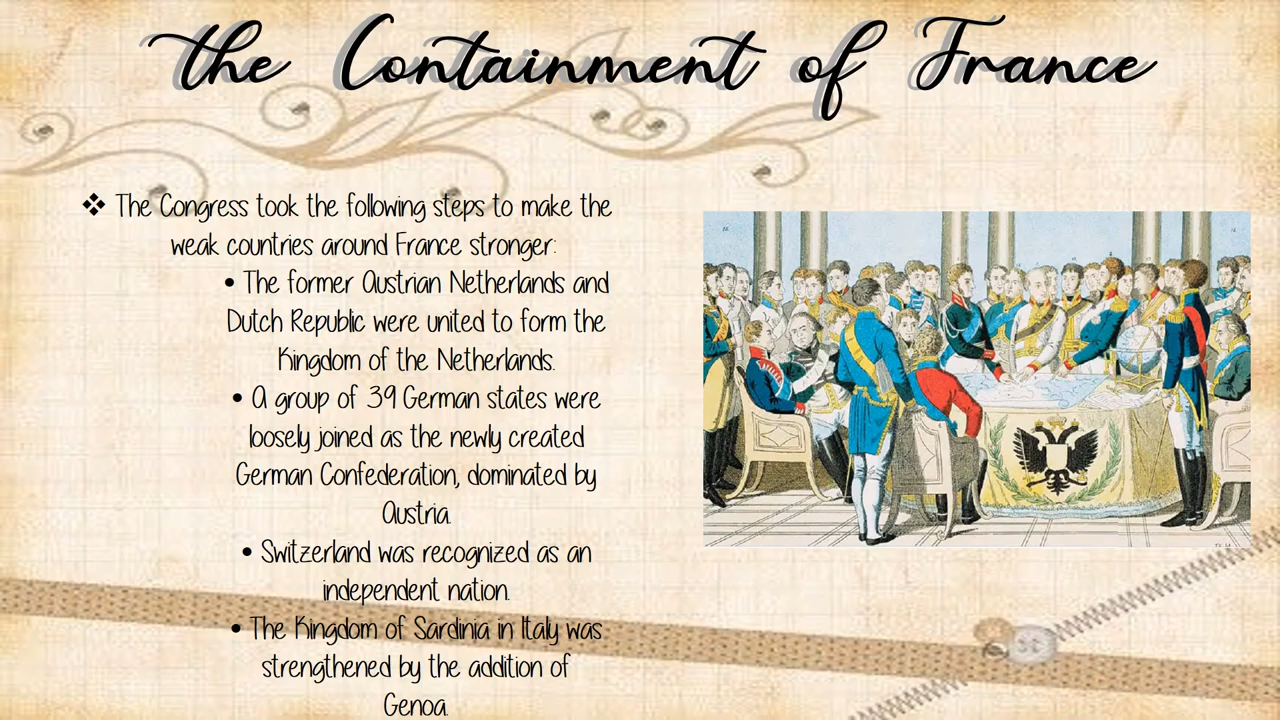 the Containment of France
❖ The Congress took the following steps to make the
weak countries around France stronger:
• The former Austrian Netherlands and
Dutch Republic were united to form the
Kingdom of the Netherlands.
• A group of 39 German states were
loosely joined as the newly created
German Confederation, dominated by
Austria.
• Switzerland was recognized as an
independent nation.
• The Kingdom of Sardinia in Italy was
strengthened by the addition of
Genoa.